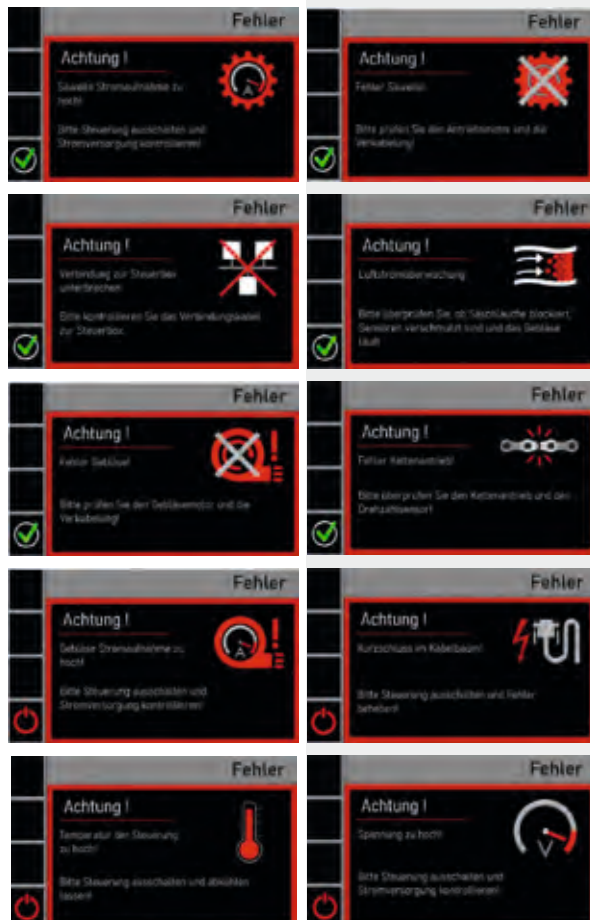 Fehler
Achtung !
Säwelle Stromaufnahme zu
hoch!
Bitte Steuerung ausschalten und
Stromversorgung kontrollieren!
A
Fehler
Achtung !
Fehler Säwelle!
Bitte prüfen Sie den Antriebsmotor und die
Verkabelung!
Fehler
Achtung !
Verbindung zur Steuerbox
unterbrochen
Bitte kontrollieren Sie das Verbindungskabel
zur Steuerbox.
Fehler
Achtung !
Luftstromüberwachung
Bitte überprüfen Sie, ob Säschläuche blockiert,
Sensoren verschmutzt sind und das Gebläse
läuft
Fehler
Achtung !
Fehler Gebläse!
Bitte prüfen Sie den Gebläsemotor und die
Verkabelung!
Fehler
Achtung !
Fehler Kettenantrieb!
Bitte überprüfen Sie den Kettentrieb und den
Drehzahlsensor!
Fehler
Achtung !
Gebläse Stromaufnahme zu
hoch!
Bitte Steuerung ausschalten und
Stromversorgung kontrollieren!
A
Fehler
Achtung !
Kurzschluss im Kabelbaum!
Bitte Steuerung ausschalten und Fehler
beheben!
Fehler
Achtung !
Temperatur der Steuerung
zu hoch!
Bitte Steuerung ausschalten und abkühlen
lassen!
Fehler
Achtung !
Spannung zu hoch!
Bitte Steuerung ausschalten und
Stromversorgung kontrollieren!
V